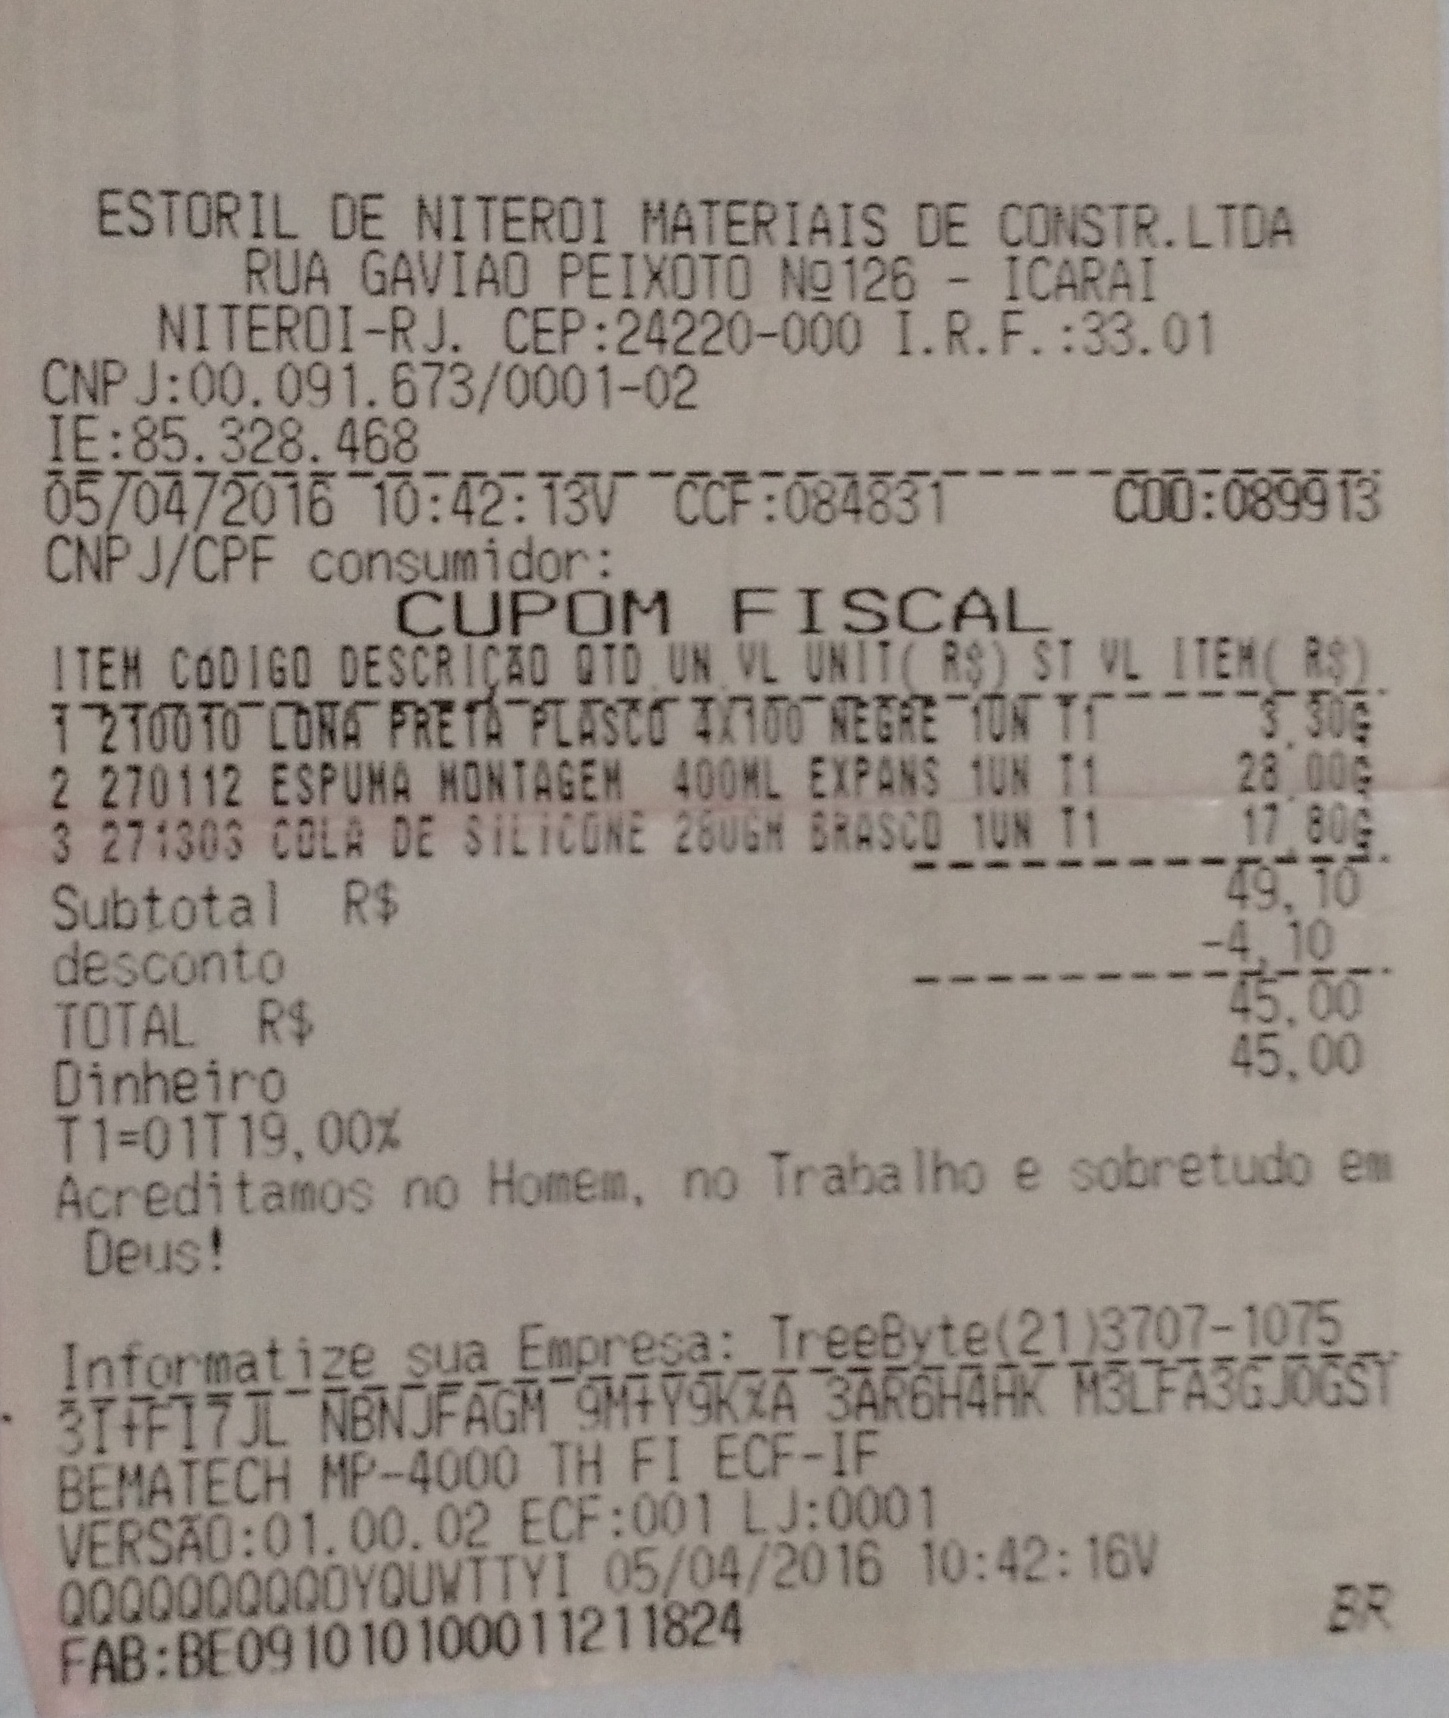 ESTORIL DE NITEROI MATERIAIS DE CONSTR.LTDA
RUA GAVIAO PEIXOTO Nº126 - ICARAI
NITEROI-RJ. CEP:24220-000 I.R.F.:33.01
CNPJ:00.091.673/0001-02
IE:85.328.468
05/04/2016 10:42:13V CCF:084831 COO:089913
CNPJ/CPF consumidor:
CUPOM FISCAL
ITEM CÓDIGO DESCRIÇÃO QTD.UN.VL UNIT( R$) ST VL ITEM( R$)
1 210010 LONA PRETA PLASCO 4X100 NEGRE 1UN T1 3,30G
2 270112 ESPUMA MONTAGEM 400ML EXPANS 1UN T1 28,00G
3 271303 COLA DE SILICONE 280GM BRASCO 1UN T1 17,80G
Subtotal R$ 49,10
desconto -4,10
TOTAL R$ 45,00
Dinheiro 45,00
T1=01T19,00%
Acreditamos no Homem, no Trabalho e sobretudo em
Deus!
Informatize sua Empresa: TreeByte(21)3707-1075
3I+FI7JL NBNJFAGM 9M+Y9K%A 3AR6H4HK M3LFA3GJ0GSY
BEMATECH MP-4000 TH FI ECF-IF
VERSÃO:01.00.02 ECF:001 LJ:0001
QQQQQQQQQOYQUWTTYI 05/04/2016 10:42:16V
FAB:BE091010100011211824 BR